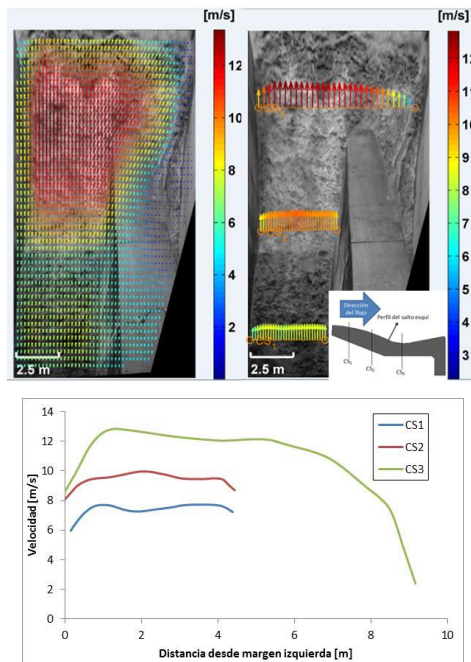 [m/s]
12
10
8
6
4
2
2.5 m
[m/s]
12
11
10
9
8
7
6
5
4
3
CS1
2.5 m
Dirección
del flujo
Perfil del salto esquí
CS1
CS2
CS3
Velocidad [m/s]
14
12
10
8
6
4
2
0
CS1
CS2
CS3
0
2
4
6
8
10
Distancia desde margen izquierda [m]